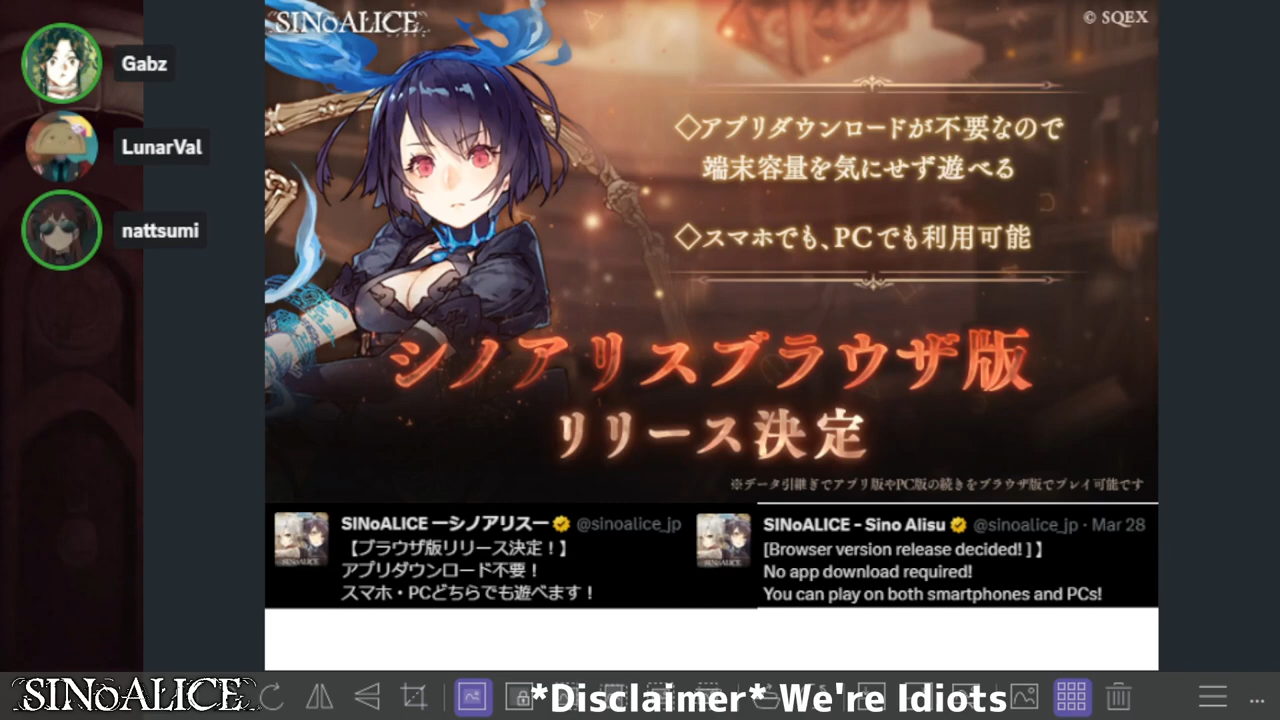 SINoALICE
© SQEX
Gabz
LunarVal
nattsumi
◇アプリダウンロードが不要なので
端末容量を気にせず遊べる
◇スマホでも、PCでも利用可能
シノアリスブラウザ版
リリース決定
※データ引継ぎでアプリ版やPC版の続きをブラウザ版でプレイ可能です
SINoALICE ーシノアリスー @sinoalice_jp
【ブラウザ版リリース決定！】
アプリダウンロード不要！
スマホ・PCどちらでも遊べます！
SINoALICE - Sino Alisu @sinoalice_jp · Mar 28
[Browser version release decided! ] 】
No app download required!
You can play on both smartphones and PCs!
SINoALICE
*Disclaimer* We're Idiots